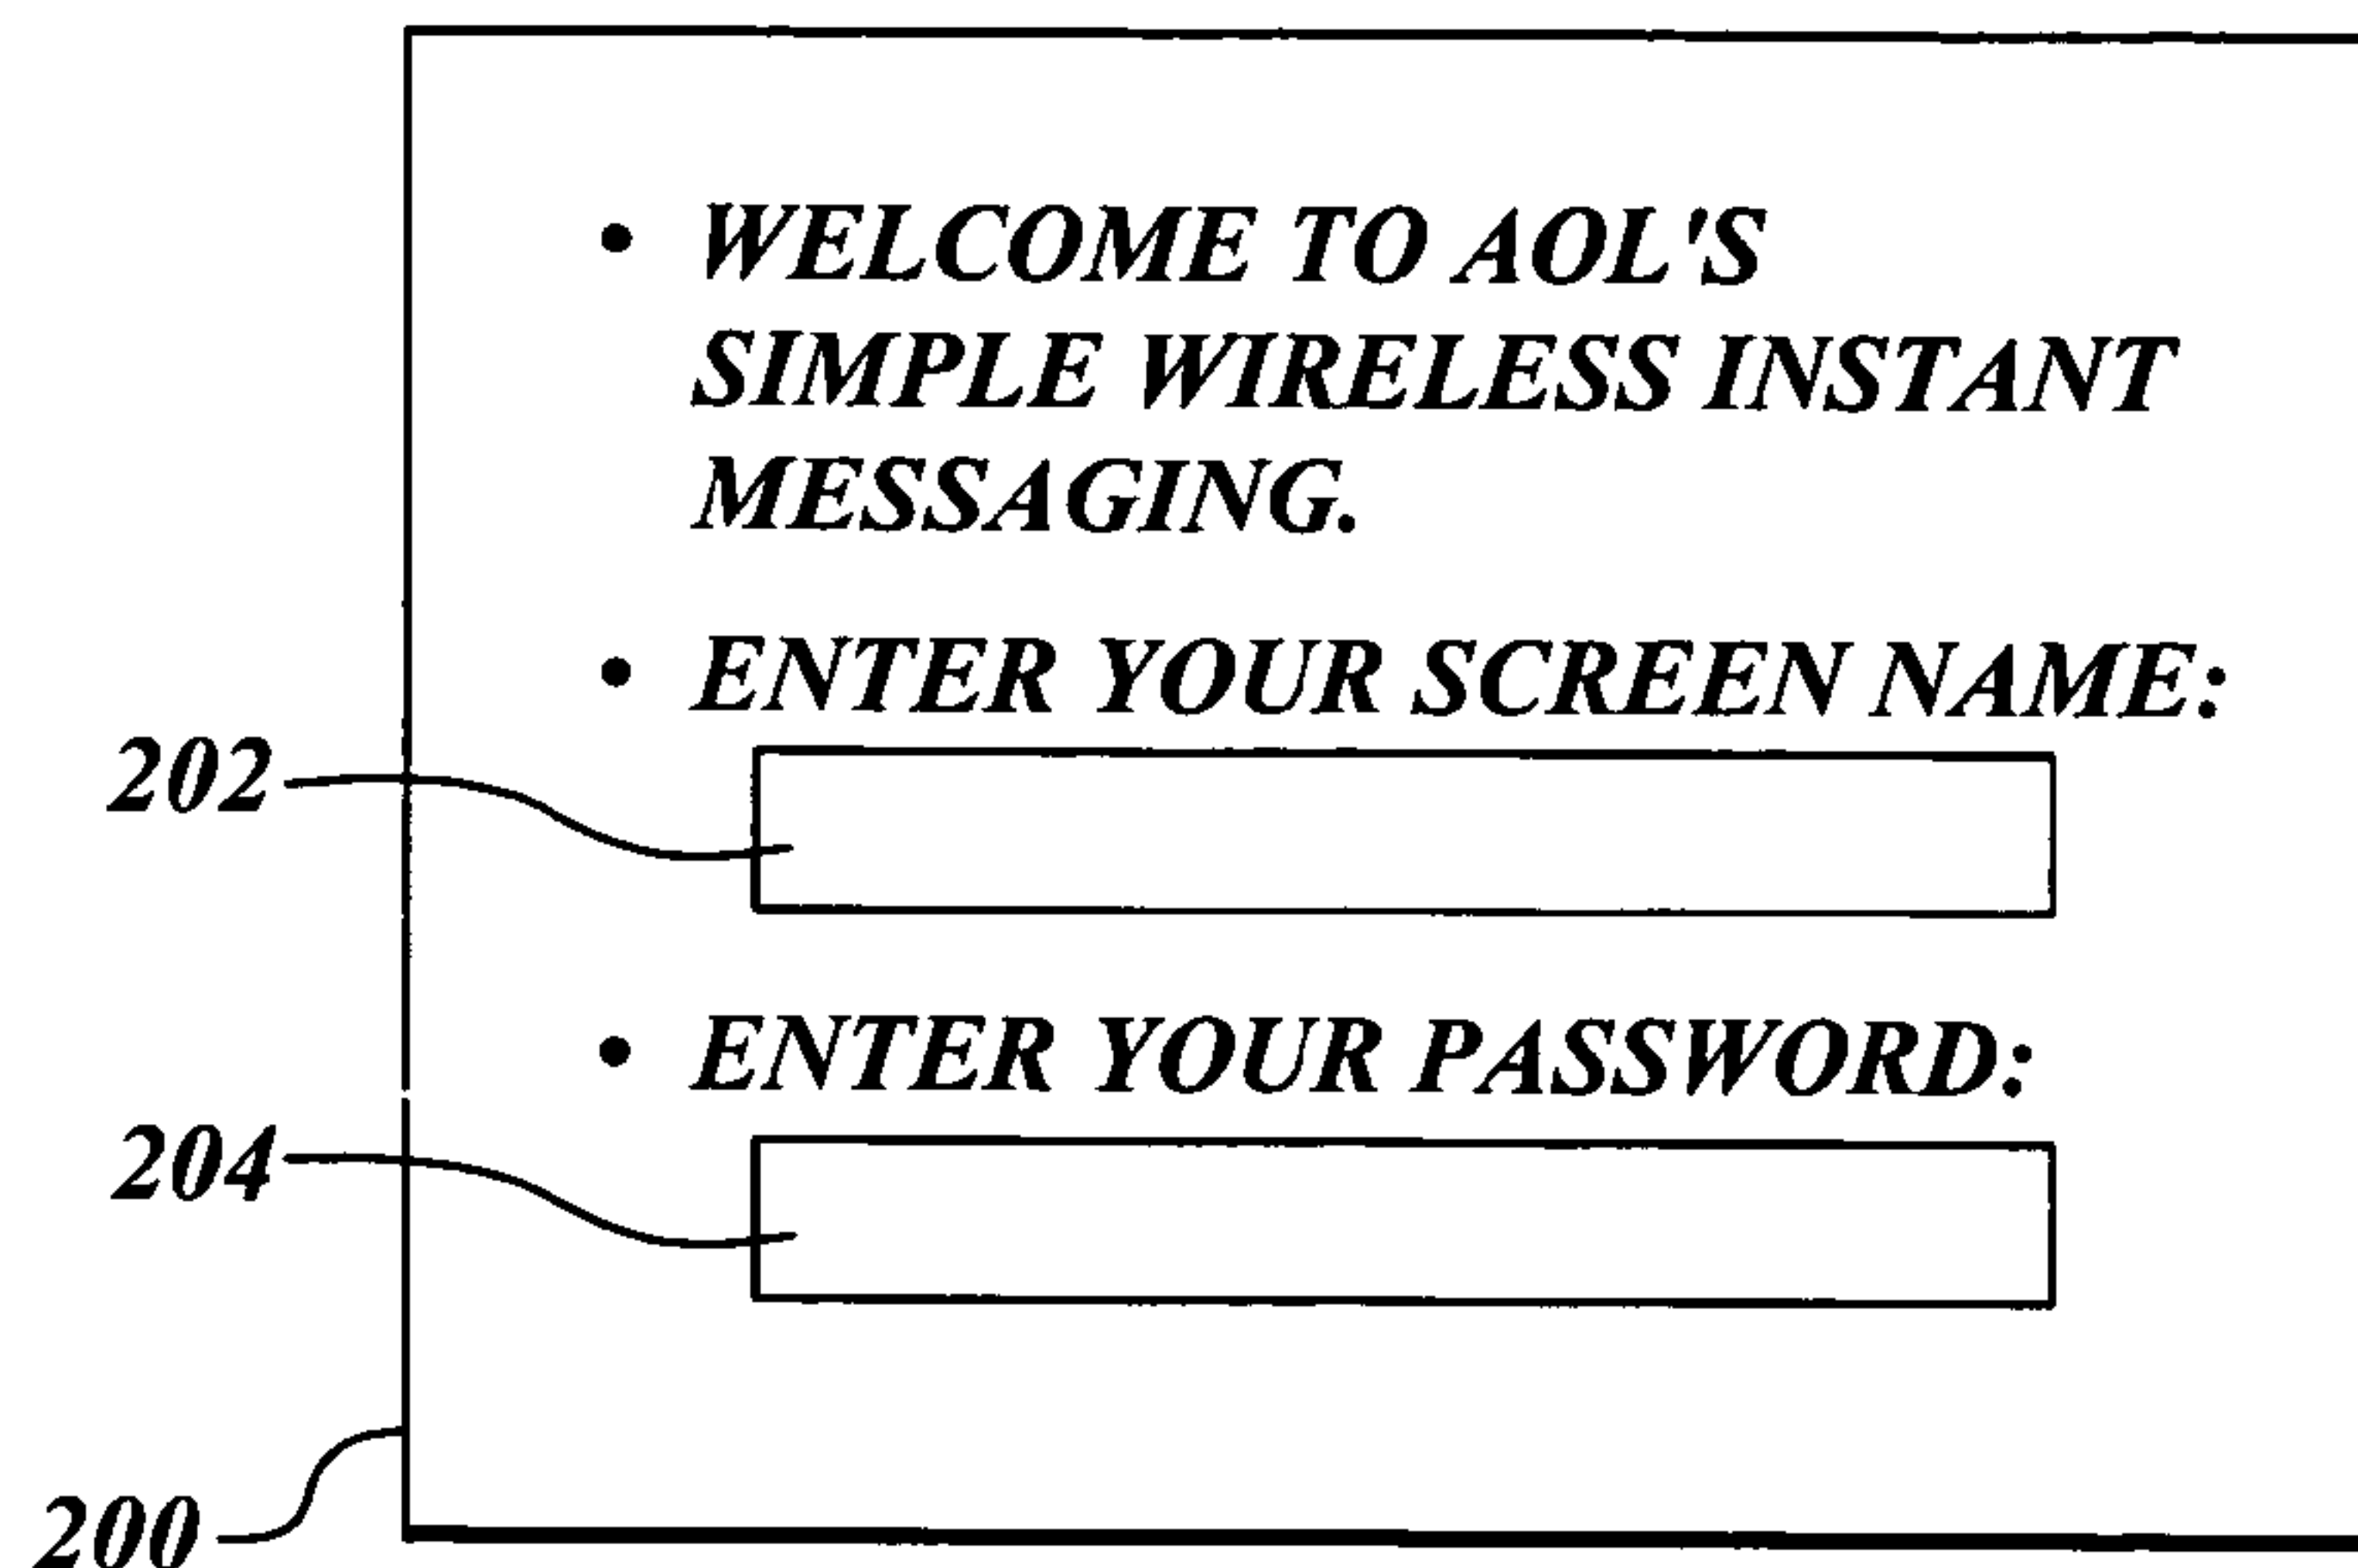 • WELCOME TO AOL'S
SIMPLE WIRELESS INSTANT
MESSAGING.
• ENTER YOUR SCREEN NAME:
202
• ENTER YOUR PASSWORD:
204
200